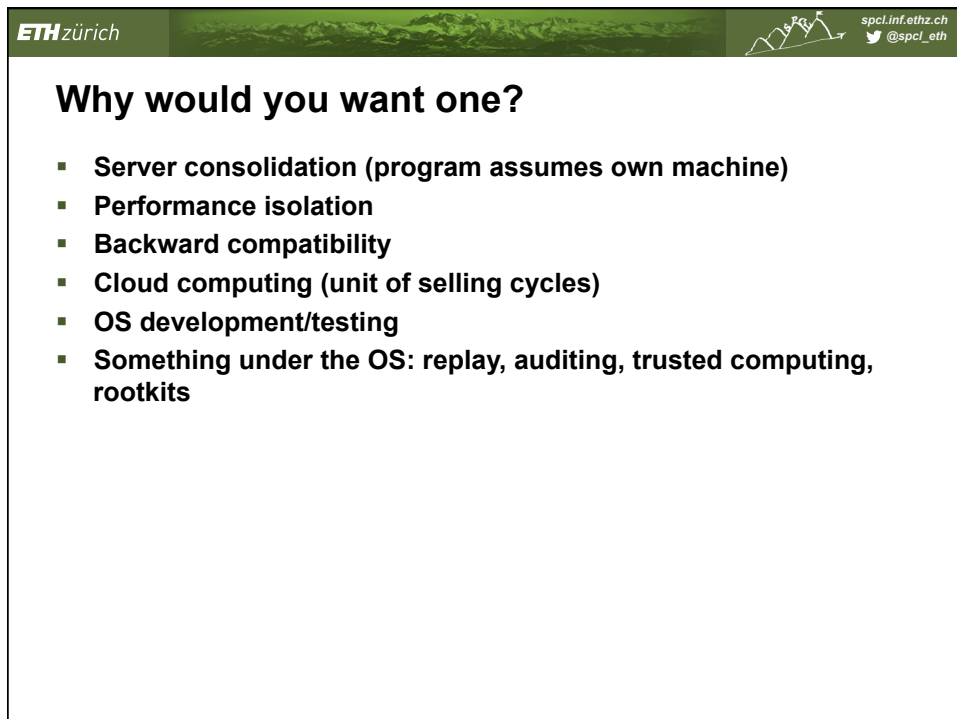 ETH zürich
SPCL
spcl.inf.ethz.ch
@spcl_eth
Why would you want one?
Server consolidation (program assumes own machine)
Performance isolation
Backward compatibility
Cloud computing (unit of selling cycles)
OS development/testing
Something under the OS: replay, auditing, trusted computing,
rootkits